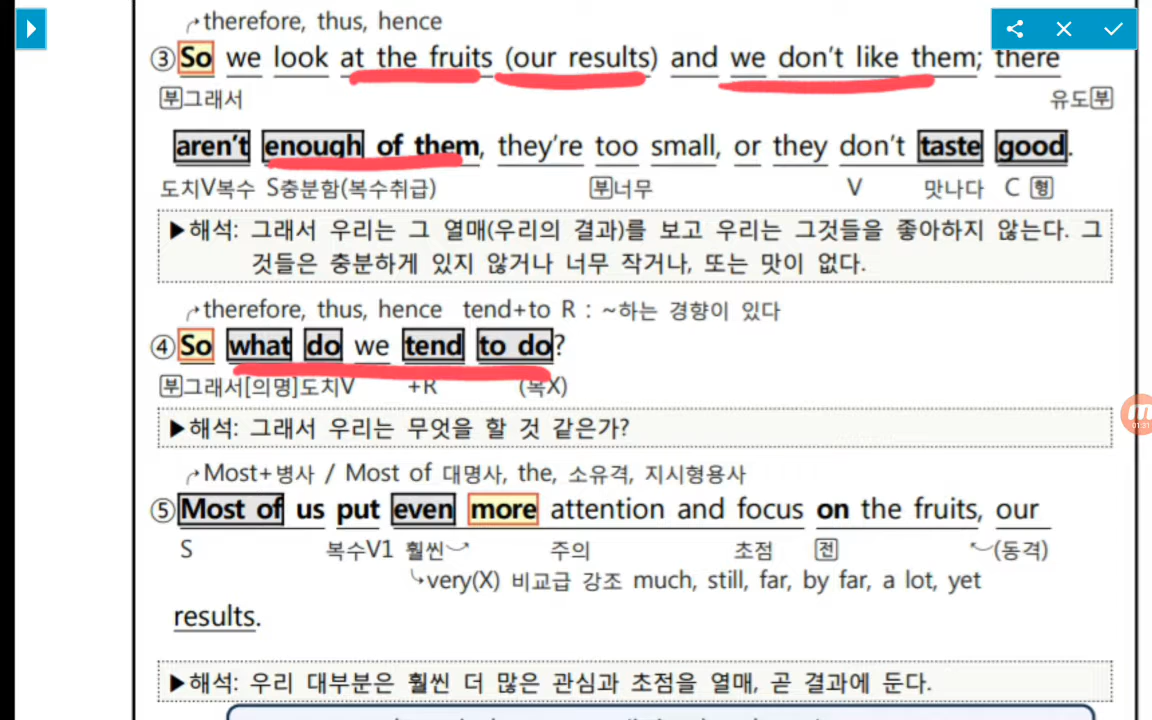 therefore, thus, hence
③So we look at the fruits (our results) and we don't like them; there
부그래서 유도부
aren't enough of them, they're too small, or they don't taste good.
도치V복수 S충분함(복수취급) 부너무 V 맛나다 C 형
▶해석: 그래서 우리는 그 열매(우리의 결과)를 보고 우리는 그것들을 좋아하지 않는다. 그
것들은 충분하게 있지 않거나 너무 작거나, 또는 맛이 없다.
therefore, thus, hence tend+to R : ~하는 경향이 있다
④So what do we tend to do?
부그래서[의명]도치V +R (목X)
▶해석: 그래서 우리는 무엇을 할 것 같은가?
Most+병사 / Most of 대명사, the, 소유격, 지시형용사
⑤Most of us put even more attention and focus on the fruits, our
S 복수V1 훨씬 주의 초점 전 (동격)
very(X) 비교급 강조 much, still, far, by far, a lot, yet
results.
▶해석: 우리 대부분은 훨씬 더 많은 관심과 초점을 열매, 곧 결과에 둔다.